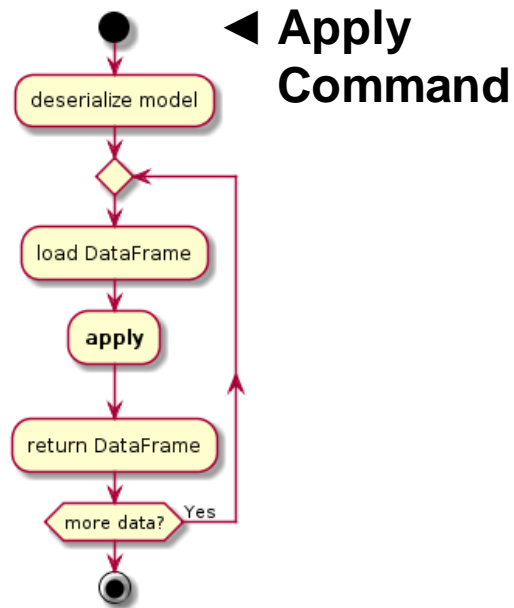 ◄ Apply
Command
deserialize model
load DataFrame
apply
return DataFrame
more data?
Yes